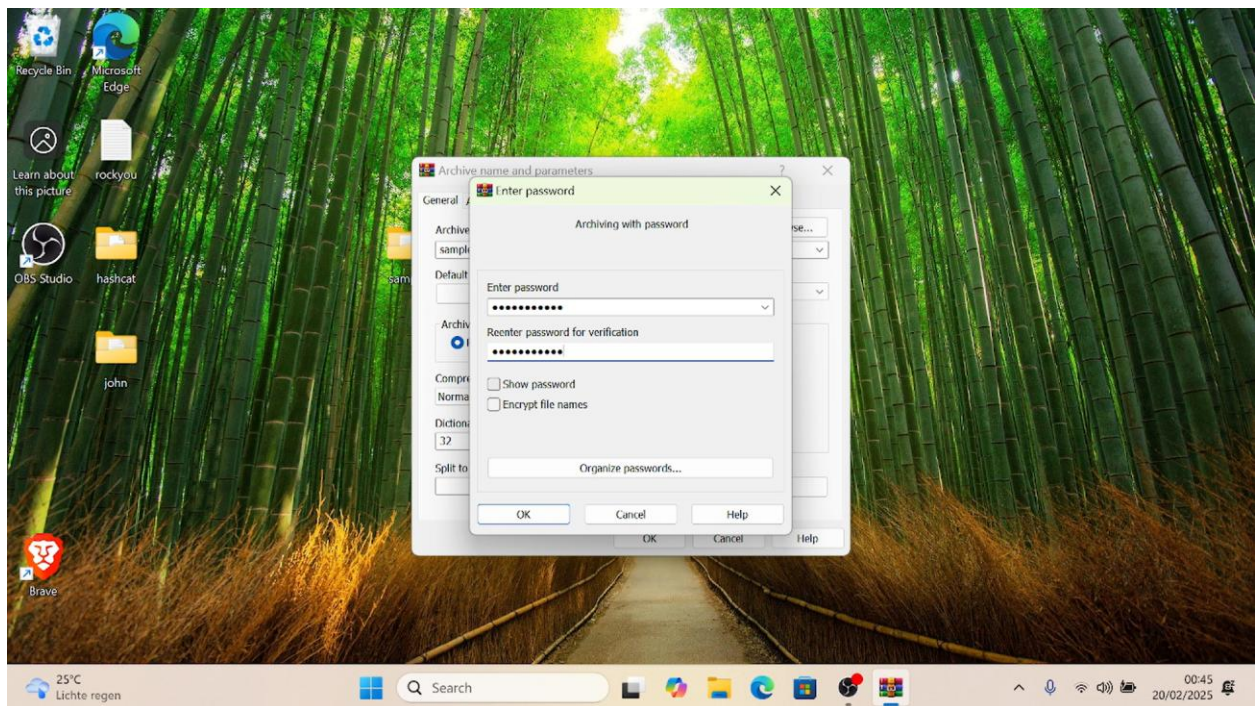 Recycle Bin
Microsoft
Edge
Learn about
this picture
rockyou
OBS Studio
hashcat
john
Brave
sam
Archive name and parameters
?
General
Archive
se...
sample
Default
Archiv
Compre
Norma
Diction
32
Split to
OK
Cancel
Help
Enter password
Archiving with password
Enter password
•••••••••••
Reenter password for verification
•••••••••••
Show password
Encrypt file names
Organize passwords...
OK
Cancel
Help
25°C
Lichte regen
Search
00:45
20/02/2025